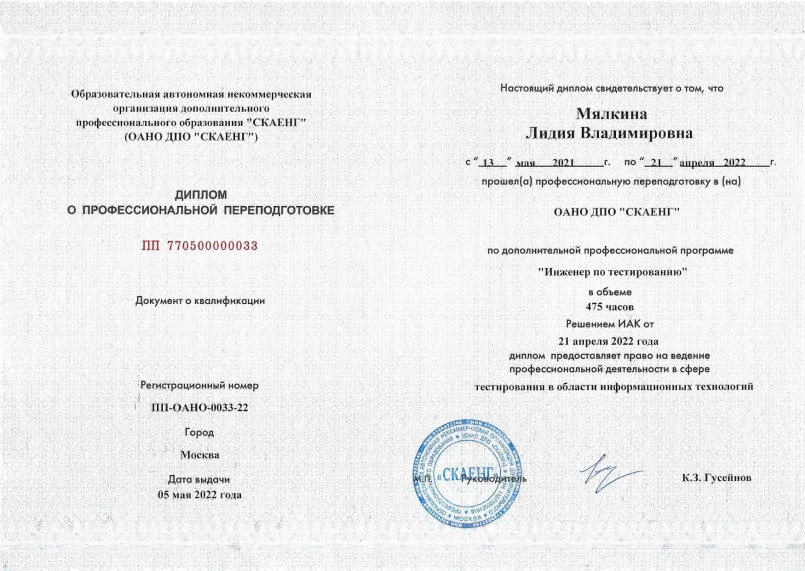 Образовательная автономная некоммерческая
организация дополнительного
профессионального образования "СКАЕНГ"
(ОАНО ДПО "СКАЕНГ")
ДИПЛОМ
О ПРОФЕССИОНАЛЬНОЙ ПЕРЕПОДГОТОВКЕ
ПП 770500000033
Документ о квалификации
Регистрационный номер
ПП-ОАНО-0033-22
Город
Москва
Дата выдачи
05 мая 2022 года
Настоящий диплом свидетельствует о том, что
Мялкина
Лидия Владимировна
с "13" мая 2021 г. по "21" апреля 2022 г.
прошел(а) профессиональную переподготовку в (на)
ОАНО ДПО "СКАЕНГ"
по дополнительной профессиональной программе
"Инженер по тестированию"
в объеме
475 часов
Решением ИАК от
21 апреля 2022 года
диплом предоставляет право на ведение
профессиональной деятельности в сфере
тестирования в области информационных технологий
М.П. Руководитель К.З. Гусейнов
«СКАЕНГ»
МОСКВА